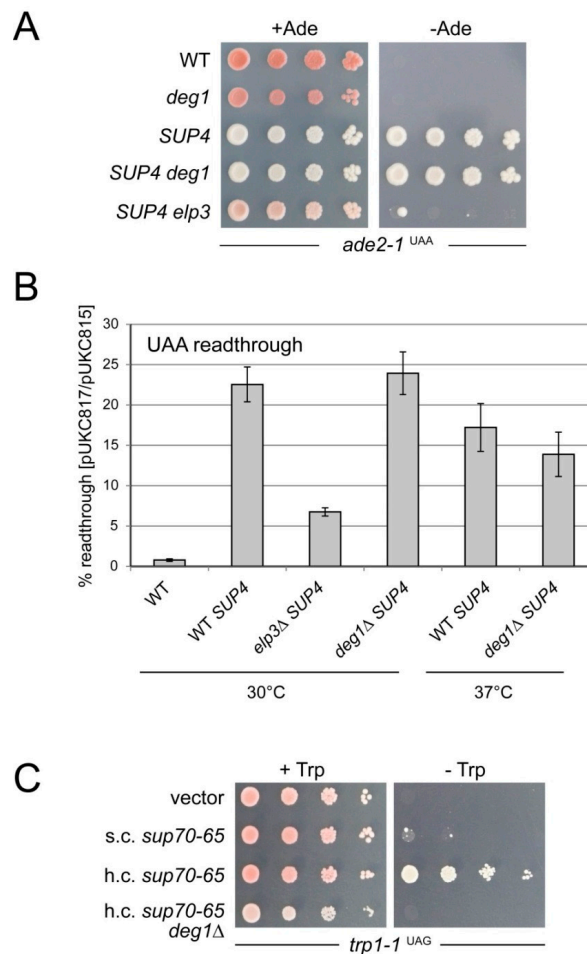 A
+Ade
-Ade
WT
deg1
SUP4
SUP4 deg1
SUP4 elp3
ade2-1 UAA
B
UAA readthrough
% readthrough [pUKC817/pUKC815]
30
25
20
15
10
5
0
WT
WT SUP4
elp3Δ SUP4
deg1Δ SUP4
WT SUP4
deg1Δ SUP4
30°C
37°C
C
+ Trp
- Trp
vector
s.c. sup70-65
h.c. sup70-65
h.c. sup70-65
deg1Δ
trp1-1 UAG